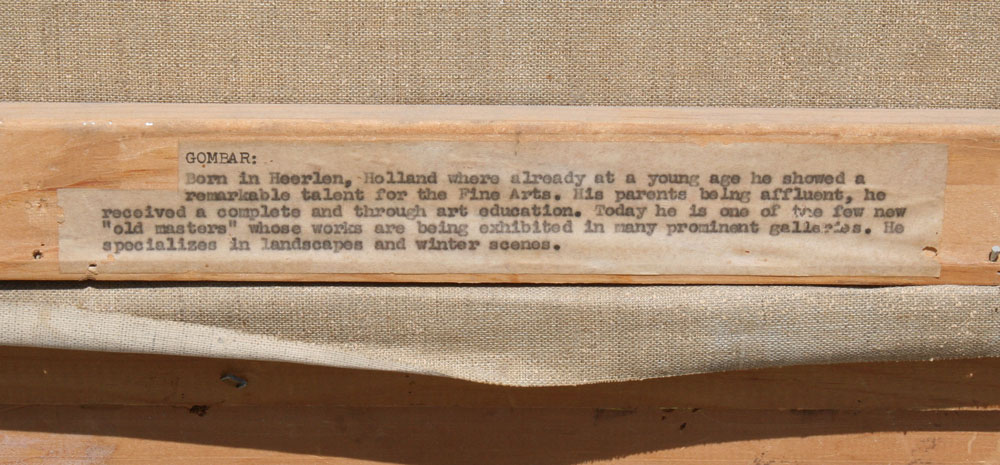 GOMBAR:
Born in Heerlen, Holland where already at a young age he showed a
remarkable talent for the Fine Arts. His parents being affluent, he
received a complete and through art education. Today he is one of the few new
"old masters" whose works are being exhibited in many prominent galleries. He
specializes in landscapes and winter scenes.